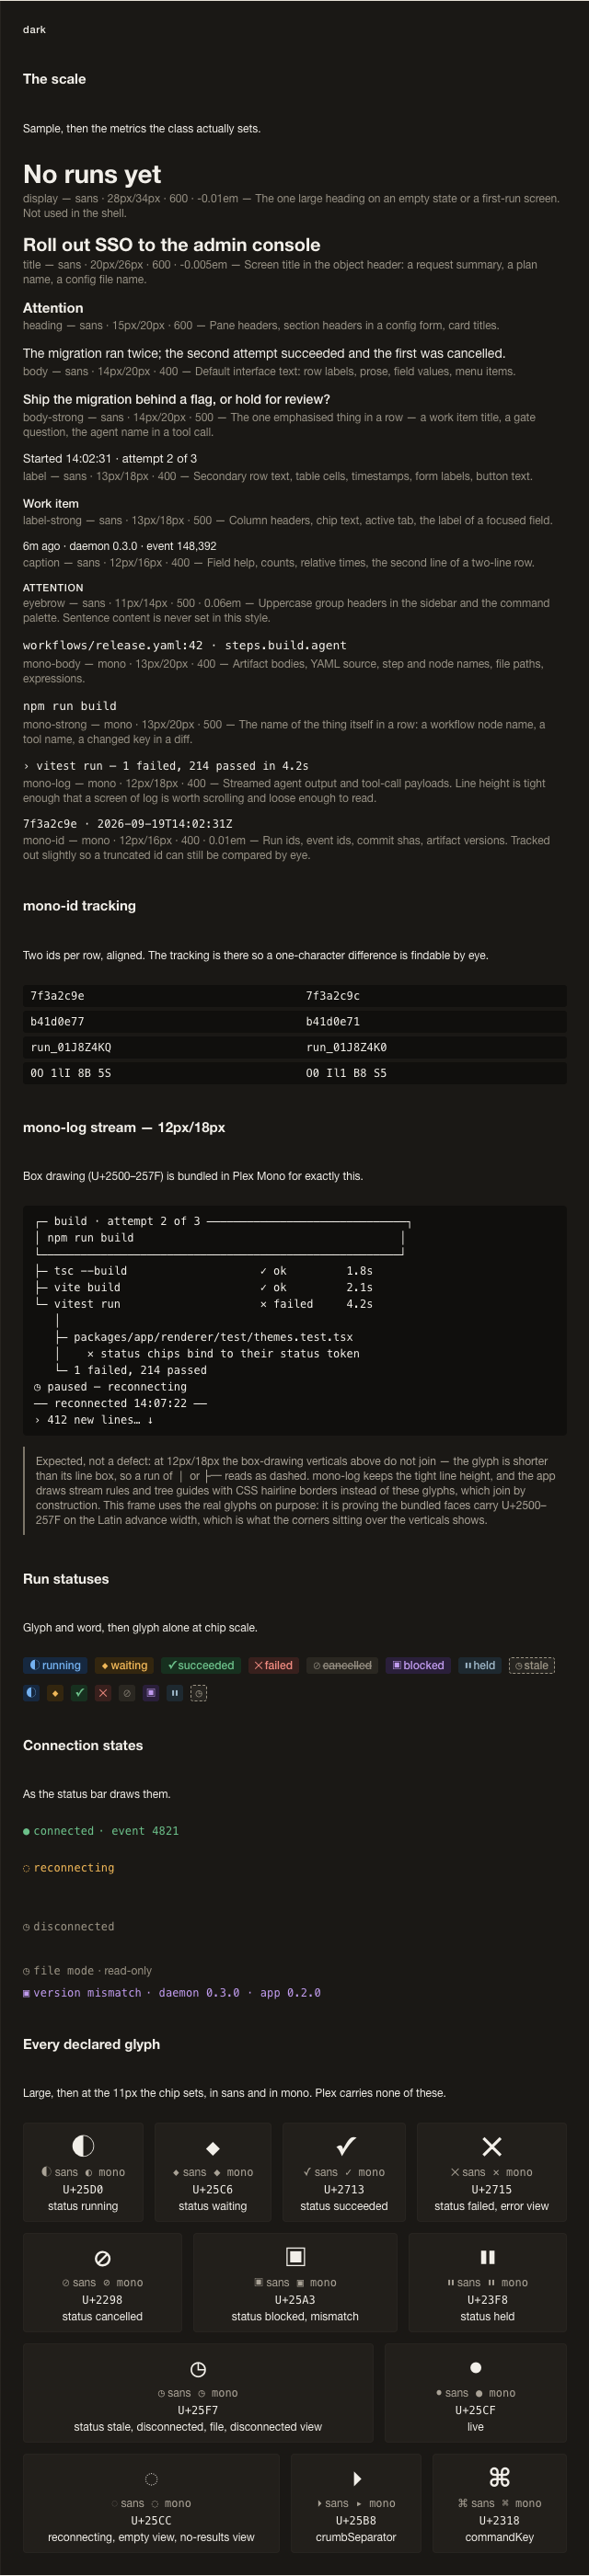 dark
The scale
Sample, then the metrics the class actually sets.
No runs yet
display — sans · 28px/34px · 600 · -0.01em — The one large heading on an empty state or a first-run screen.
Not used in the shell.
Roll out SSO to the admin console
title — sans · 20px/26px · 600 · -0.005em — Screen title in the object header: a request summary, a plan
name, a config file name.
Attention
heading — sans · 15px/20px · 600 — Pane headers, section headers in a config form, card titles.
The migration ran twice; the second attempt succeeded and the first was cancelled.
body — sans · 14px/20px · 400 — Default interface text: row labels, prose, field values, menu items.
Ship the migration behind a flag, or hold for review?
body-strong — sans · 14px/20px · 500 — The one emphasised thing in a row — a work item title, a gate
question, the agent name in a tool call.
Started 14:02:31 · attempt 2 of 3
label — sans · 13px/18px · 400 — Secondary row text, table cells, timestamps, form labels, button text.
Work item
label-strong — sans · 13px/18px · 500 — Column headers, chip text, active tab, the label of a focused field.
6m ago · daemon 0.3.0 · event 148,392
caption — sans · 12px/16px · 400 — Field help, counts, relative times, the second line of a two-line row.
ATTENTION
eyebrow — sans · 11px/14px · 500 · 0.06em — Uppercase group headers in the sidebar and the command
palette. Sentence content is never set in this style.
workflows/release.yaml:42 · steps.build.agent
mono-body — mono · 13px/20px · 400 — Artifact bodies, YAML source, step and node names, file paths,
expressions.
npm run build
mono-strong — mono · 13px/20px · 500 — The name of the thing itself in a row: a workflow node name, a
tool name, a changed key in a diff.
› vitest run — 1 failed, 214 passed in 4.2s
mono-log — mono · 12px/18px · 400 — Streamed agent output and tool-call payloads. Line height is tight
enough that a screen of log is worth scrolling and loose enough to read.
7f3a2c9e · 2026-09-19T14:02:31Z
mono-id — mono · 12px/16px · 400 · 0.01em — Run ids, event ids, commit shas, artifact versions. Tracked
out slightly so a truncated id can still be compared by eye.
mono-id tracking
Two ids per row, aligned. The tracking is there so a one-character difference is findable by eye.
7f3a2c9e 7f3a2c9c
b41d0e77 b41d0e71
run_01J8Z4KQ run_01J8Z4K0
0O 1lI 8B 5S O0 Il1 B8 S5
mono-log stream — 12px/18px
Box drawing (U+2500–257F) is bundled in Plex Mono for exactly this.
┌─ build · attempt 2 of 3 ──────────────────────────────┐
│ npm run build │
└───────────────────────────────────────────────────────┘
├─ tsc --build ✓ ok 1.8s
├─ vite build ✓ ok 2.1s
└─ vitest run × failed 4.2s
│
├─ packages/app/renderer/test/themes.test.tsx
│ × status chips bind to their status token
└─ 1 failed, 214 passed
◷ paused — reconnecting
── reconnected 14:07:22 ──
› 412 new lines… ↓
Expected, not a defect: at 12px/18px the box-drawing verticals above do not join — the glyph is shorter
than its line box, so a run of │ or ├─ reads as dashed. mono-log keeps the tight line height, and the app
draws stream rules and tree guides with CSS hairline borders instead of these glyphs, which join by
construction. This frame uses the real glyphs on purpose: it is proving the bundled faces carry U+2500–
257F on the Latin advance width, which is what the corners sitting over the verticals shows.
Run statuses
Glyph and word, then glyph alone at chip scale.
◐ running ◆ waiting ✓ succeeded ✕ failed ⊘ cancelled ▣ blocked ⏸ held ◷ stale
◐ ◆ ✓ ✕ ⊘ ▣ ⏸ ◷
Connection states
As the status bar draws them.
● connected · event 4821
◌ reconnecting
◷ disconnected
◷ file mode · read-only
▣ version mismatch · daemon 0.3.0 · app 0.2.0
Every declared glyph
Large, then at the 11px the chip sets, in sans and in mono. Plex carries none of these.
◐ ◆ ✓ ✕
◐ sans ◐ mono ◆ sans ◆ mono ✓ sans ✓ mono ✕ sans ✕ mono
U+25D0 U+25C6 U+2713 U+2715
status running status waiting status succeeded status failed, error view
⊘ ▣ ⏸
⊘ sans ⊘ mono ▣ sans ▣ mono ⏸ sans ⏸ mono
U+2298 U+25A3 U+23F8
status cancelled status blocked, mismatch status held
◷ ●
◷ sans ◷ mono ● sans ● mono
U+25F7 U+25CF
status stale, disconnected, file, disconnected view live
◌ ▸ ⌘
◌ sans ◌ mono ▸ sans ▸ mono ⌘ sans ⌘ mono
U+25CC U+25B8 U+2318
reconnecting, empty view, no-results view crumbSeparator commandKey